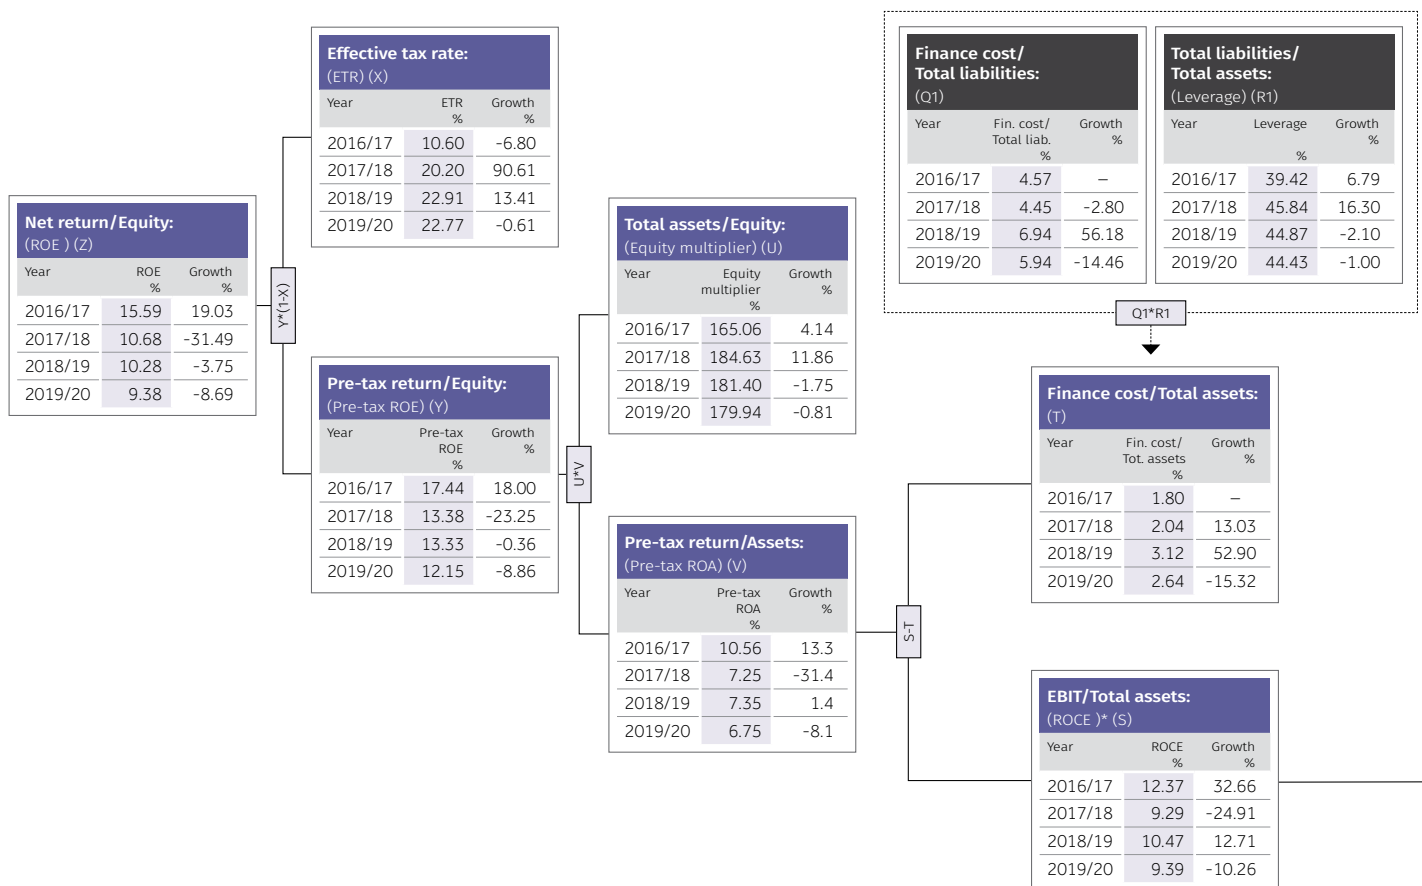 Net return/Equity:
(ROE ) (Z)
Year ROE Growth
% %
2016/17 15.59 19.03
2017/18 10.68 -31.49
2018/19 10.28 -3.75
2019/20 9.38 -8.69
Y*(1-X)
Effective tax rate:
(ETR) (X)
Year ETR Growth
% %
2016/17 10.60 -6.80
2017/18 20.20 90.61
2018/19 22.91 13.41
2019/20 22.77 -0.61
Pre-tax return/Equity:
(Pre-tax ROE) (Y)
Year Pre-tax Growth
ROE %
%
2016/17 17.44 18.00
2017/18 13.38 -23.25
2018/19 13.33 -0.36
2019/20 12.15 -8.86
U*V
Total assets/Equity:
(Equity multiplier) (U)
Year Equity Growth
multiplier %
%
2016/17 165.06 4.14
2017/18 184.63 11.86
2018/19 181.40 -1.75
2019/20 179.94 -0.81
Pre-tax return/Assets:
(Pre-tax ROA) (V)
Year Pre-tax Growth
ROA %
%
2016/17 10.56 13.3
2017/18 7.25 -31.4
2018/19 7.35 1.4
2019/20 6.75 -8.1
S-T
Finance cost/
Total liabilities:
(Q1)
Year Fin. cost/ Growth
Total liab. %
%
2016/17 4.57 –
2017/18 4.45 -2.80
2018/19 6.94 56.18
2019/20 5.94 -14.46
Total liabilities/
Total assets:
(Leverage) (R1)
Year Leverage Growth
%
%
2016/17 39.42 6.79
2017/18 45.84 16.30
2018/19 44.87 -2.10
2019/20 44.43 -1.00
Q1*R1
Finance cost/Total assets:
(T)
Year Fin. cost/ Growth
Tot. assets %
%
2016/17 1.80 –
2017/18 2.04 13.03
2018/19 3.12 52.90
2019/20 2.64 -15.32
EBIT/Total assets:
(ROCE )* (S)
Year ROCE Growth
% %
2016/17 12.37 32.66
2017/18 9.29 -24.91
2018/19 10.47 12.71
2019/20 9.39 -10.26